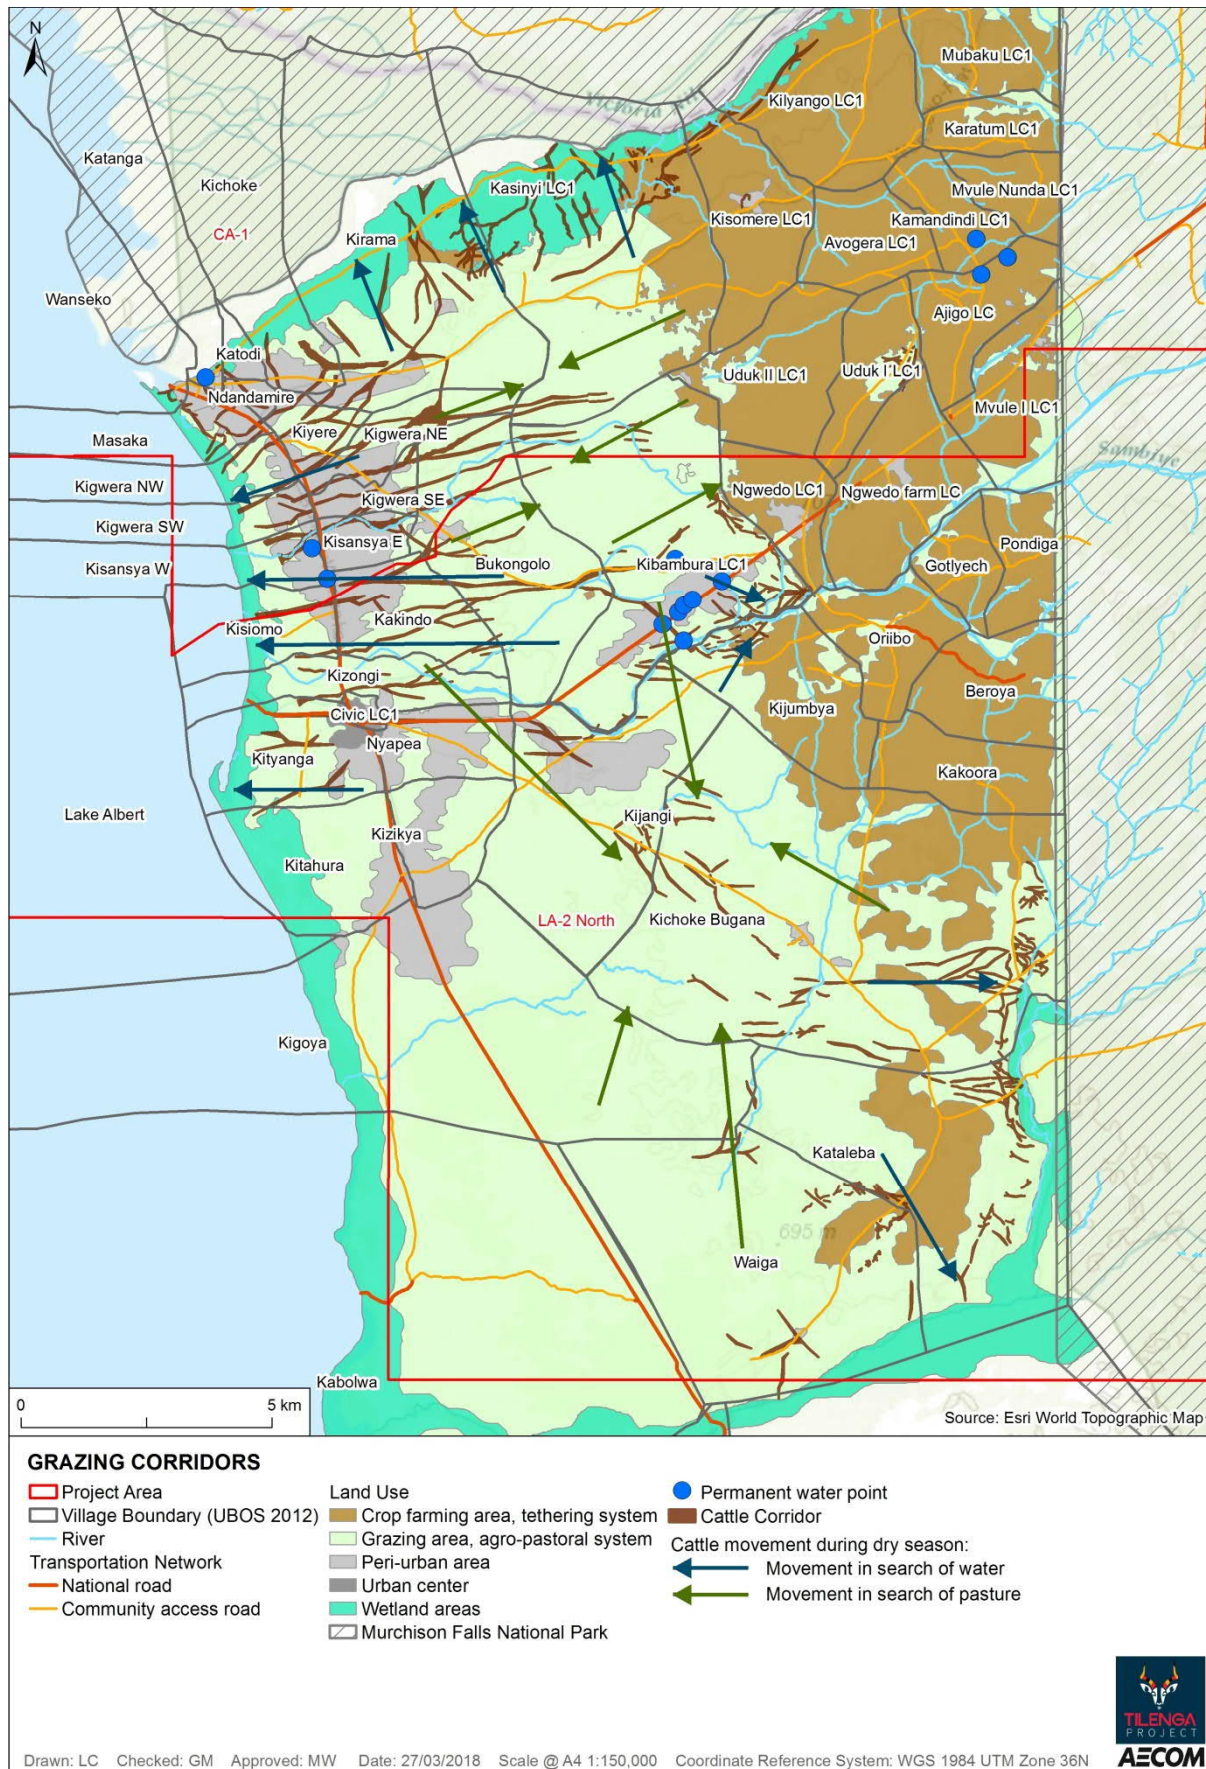 N
Mubaku LC1
Victoria Nile
Kilyango LC1
Karatum LC1
Katanga
Kichoke
Kasinyi LC1
Mvule Nunda LC1
Kisomere LC1
Kamandindi LC1
CA-1
Kirama
Avogera LC1
Wanseko
Ajigo LC
Katodi
Uduk II LC1
Uduk I LC1
Ndandamire
Mvule I LC1
Masaka
Kiyere
Kigwera NE
Sambiye
Kigwera NW
Kigwera SE
Ngwedo LC1
Ngwedo farm LC
Kigwera SW
Kisansya E
Pondiga
Kisansya W
Bukongolo
Kibambura LC1
Gotlyech
Kisiomo
Kakindo
Oriibo
Kizongi
Beroya
Civic LC1
Kijumbya
Nyapea
Kityanga
Kakoora
Lake Albert
Kijangi
Kizikya
Kitahura
LA-2 North
Kichoke Bugana
Kigoya
Kataleba
695 m
Waiga
Kabolwa
0 5 km
Source: Esri World Topographic Map
GRAZING CORRIDORS
Project Area
Village Boundary (UBOS 2012)
River
Transportation Network
National road
Community access road
Land Use
Crop farming area, tethering system
Grazing area, agro-pastoral system
Peri-urban area
Urban center
Wetland areas
Murchison Falls National Park
Permanent water point
Cattle Corridor
Cattle movement during dry season:
Movement in search of water
Movement in search of pasture
TILENGA
PROJECT
AECOM
Drawn: LC Checked: GM Approved: MW Date: 27/03/2018 Scale @ A4 1:150,000 Coordinate Reference System: WGS 1984 UTM Zone 36N